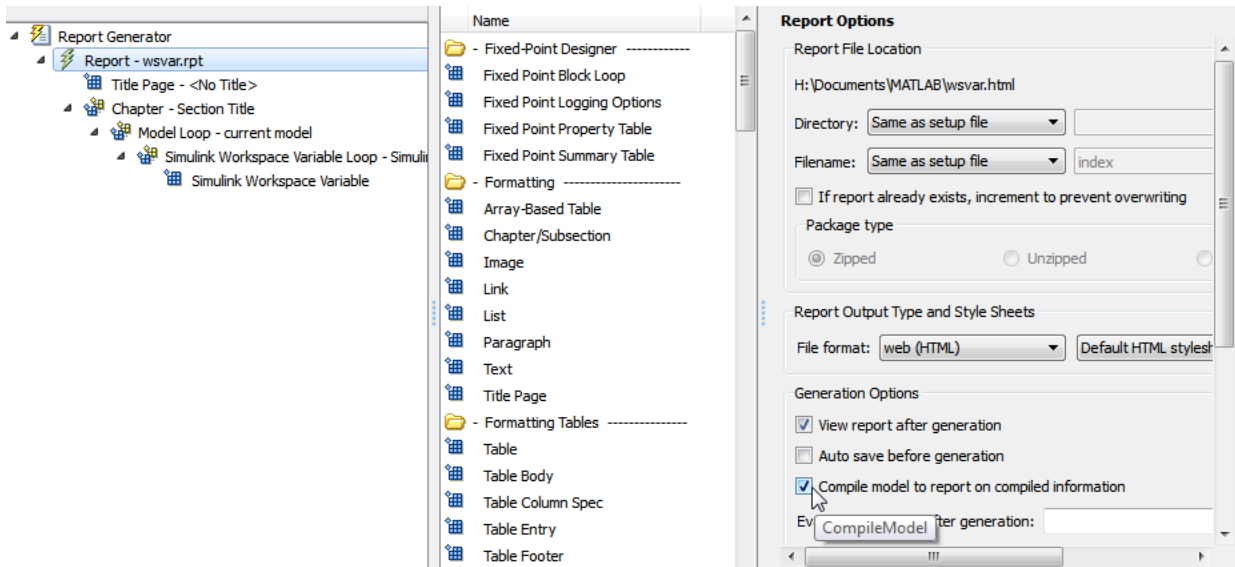 Report Generator
Report - wsvar.rpt
Title Page - <No Title>
Chapter - Section Title
Model Loop - current model
Simulink Workspace Variable Loop -
Simulink Workspace Variable
Name
- Fixed-Point Designer ------------
Fixed Point Block Loop
Fixed Point Logging Options
Fixed Point Property Table
Fixed Point Summary Table
- Formatting ----------------------
Array-Based Table
Chapter/Subsection
Image
Link
List
Paragraph
Text
Title Page
- Formatting Tables ---------------
Table
Table Body
Table Column Spec
Table Entry
Table Footer
Report Options
Report File Location
H:\Documents\MATLAB\wsvar.html
Directory: Same as setup file
Filename: Same as setup file index
If report already exists, increment to prevent overwriting
Package type
Zipped Unzipped
Report Output Type and Style Sheets
File format: web (HTML) Default HTML
Generation Options
View report after generation
Auto save before generation
Compile model to report on compiled information
generation:
CompileModel